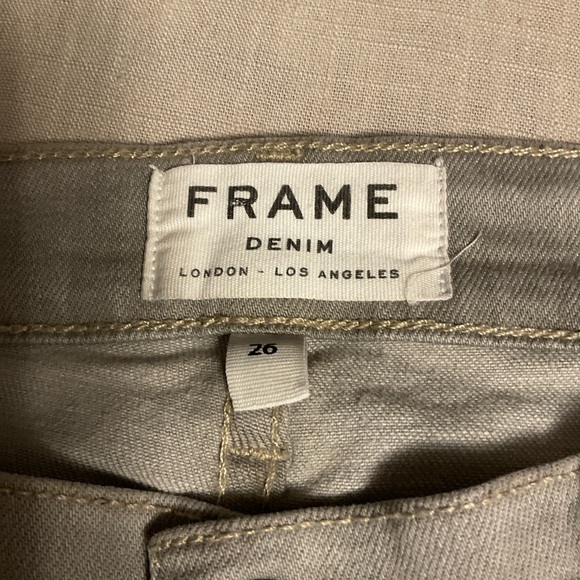 FRAME
DENIM
LONDON - LOS ANGELES
26